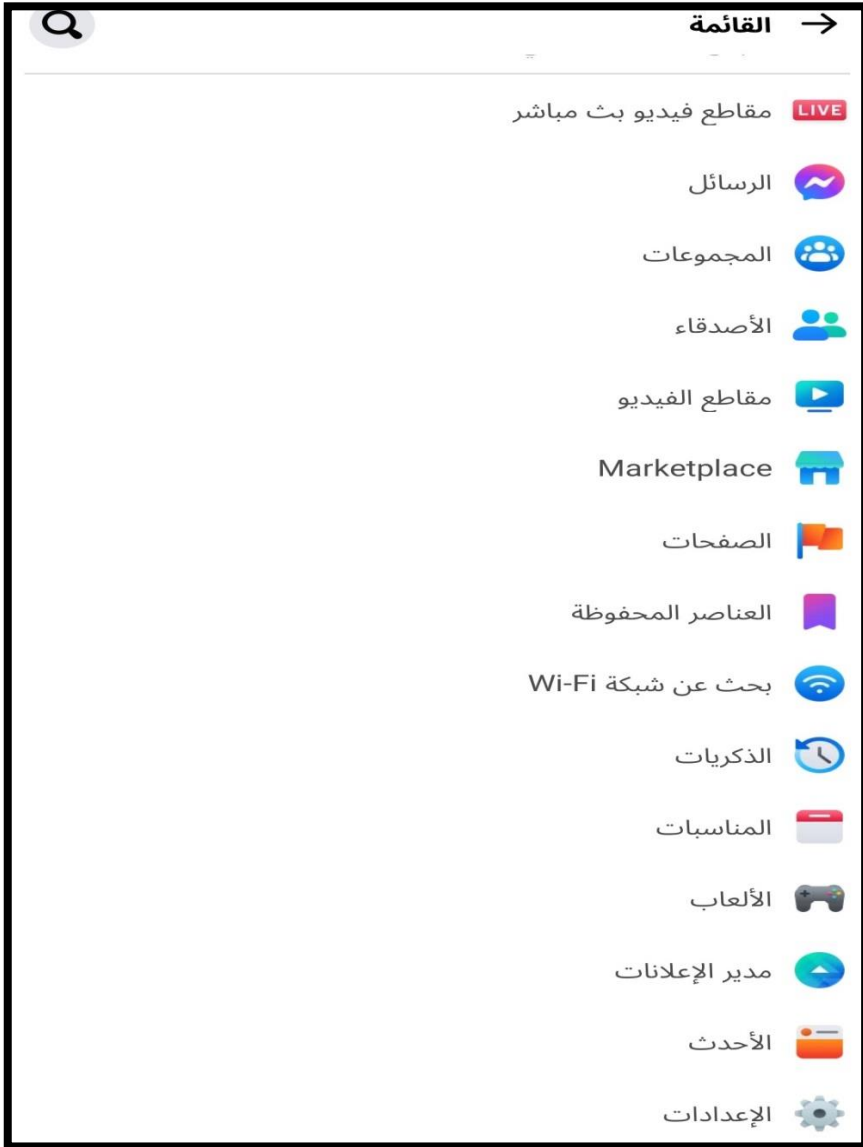 القائمة
LIVE مقاطع فيديو بث مباشر
الرسائل
المجموعات
الأصدقاء
مقاطع الفيديو
Marketplace
الصفحات
العناصر المحفوظة
بحث عن شبكة Wi-Fi
الذكريات
المناسبات
الألعاب
مدير الإعلانات
الأحدث
الإعدادات